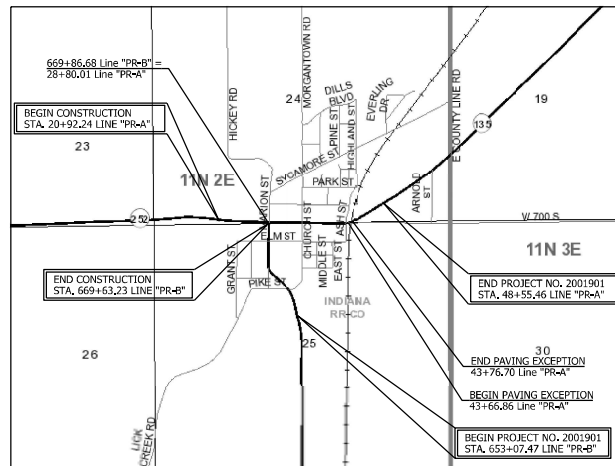 669+86.68 Line "PR-B" =
28+80.01 Line "PR-A"
BEGIN CONSTRUCTION
STA. 20+92.24 LINE "PR-A"
23
24
19
HICKEY RD
MORGANTOWN RD
DILLS
BLVD
EVERLING
DR
PINE ST
HIGHLAND ST
E COUNTY LINE RD
135
SYCAMORE ST
11N 2E
PARK ST
MARION ST
CHURCH ST
ASH ST
ARNOLD
ST
252
W 700 S
ELM ST
11N 3E
GRANT ST
MIDDLE ST
EAST ST
END CONSTRUCTION
STA. 669+63.23 LINE "PR-B"
PIKE ST
END PROJECT NO. 2001901
STA. 48+55.46 LINE "PR-A"
INDIANA
RR CO
26
25
30
END PAVING EXCEPTION
43+76.70 Line "PR-A"
BEGIN PAVING EXCEPTION
43+66.86 Line "PR-A"
LICK
CREEK RD
BEGIN PROJECT NO. 2001901
STA. 653+07.47 LINE "PR-B"